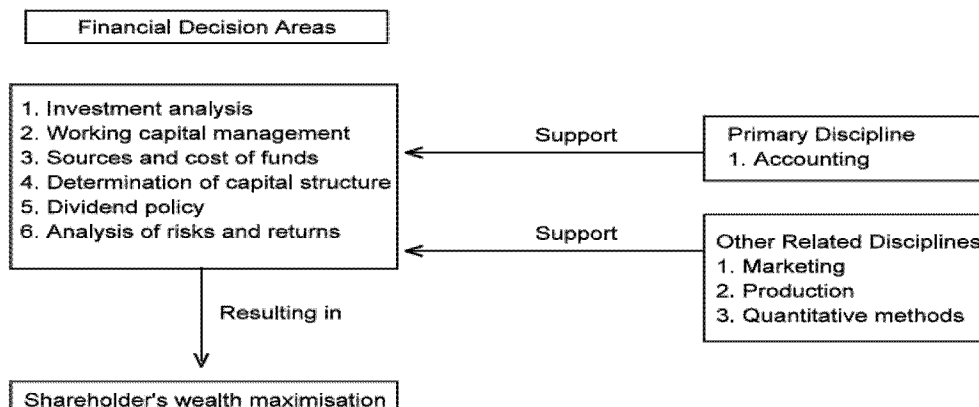 Financial Decision Areas
1. Investment analysis
2. Working capital management
3. Sources and cost of funds
4. Determination of capital structure
5. Dividend policy
6. Analysis of risks and returns
Support
Primary Discipline
1. Accounting
Support
Other Related Disciplines
1. Marketing
2. Production
3. Quantitative methods
Resulting in
Shareholder's wealth maximisation